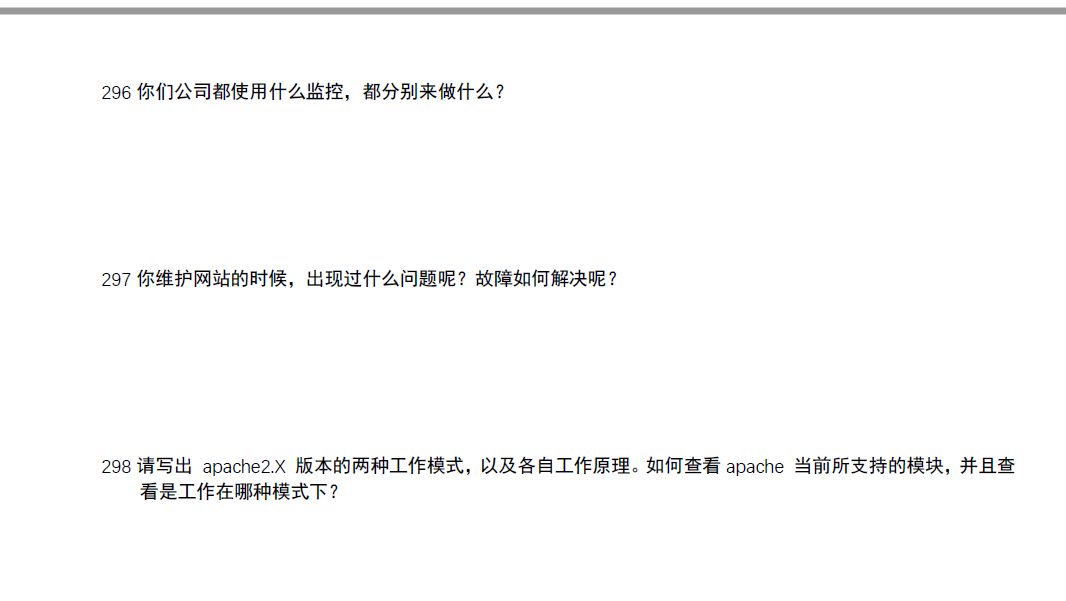 296 你们公司都使用什么监控，都分别来做什么？
297 你维护网站的时候，出现过什么问题呢？故障如何解决呢？
298 请写出 apache2.X 版本的两种工作模式，以及各自工作原理。如何查看 apache 当前所支持的模块，并且查
看是工作在哪种模式下？